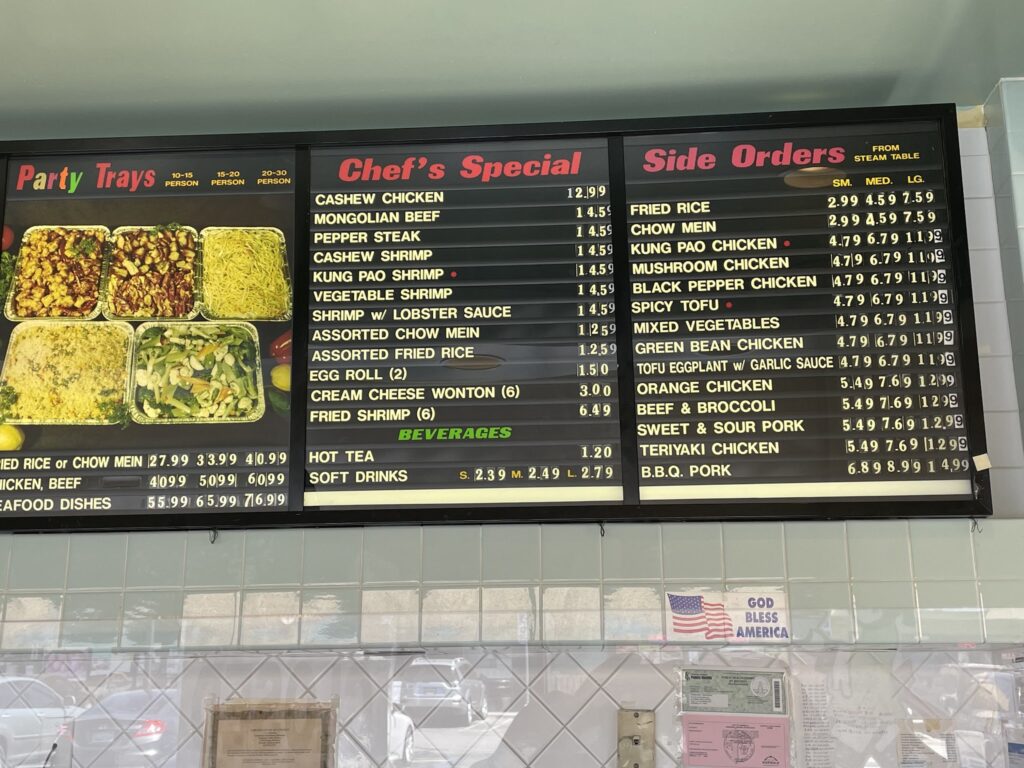 Party Trays 10-15 PERSON 15-20 PERSON 20-30 PERSON
RIED RICE or CHOW MEIN 27.99 33.99 40.99
HICKEN, BEEF 40.99 50.99 60.99
EAFOOD DISHES 55.99 65.99 76.99
Chef's Special
CASHEW CHICKEN 12.99
MONGOLIAN BEEF 14.59
PEPPER STEAK 14.59
CASHEW SHRIMP 14.59
KUNG PAO SHRIMP 14.59
VEGETABLE SHRIMP 14.59
SHRIMP W/ LOBSTER SAUCE 14.59
ASSORTED CHOW MEIN 12.59
ASSORTED FRIED RICE 12.59
EGG ROLL (2) 1.50
CREAM CHEESE WONTON (6) 3.00
FRIED SHRIMP (6) 6.49
BEVERAGES
HOT TEA 1.20
SOFT DRINKS S. 2.39 M. 2.49 L. 2.79
Side Orders FROM STEAM TABLE
SM. MED. LG.
FRIED RICE 2.99 4.59 7.59
CHOW MEIN 2.99 4.59 7.59
KUNG PAO CHICKEN 4.79 6.79 11.99
MUSHROOM CHICKEN 4.79 6.79 11.99
BLACK PEPPER CHICKEN 4.79 6.79 11.99
SPICY TOFU 4.79 6.79 11.99
MIXED VEGETABLES 4.79 6.79 11.99
GREEN BEAN CHICKEN 4.79 6.79 11.99
TOFU EGGPLANT W/ GARLIC SAUCE 4.79 6.79 11.99
ORANGE CHICKEN 5.49 7.69 12.99
BEEF & BROCCOLI 5.49 7.69 12.99
SWEET & SOUR PORK 5.49 7.69 12.99
TERIYAKI CHICKEN 5.49 7.69 12.99
B.B.Q. PORK 6.89 8.99 14.99
GOD
BLESS
AMERICA